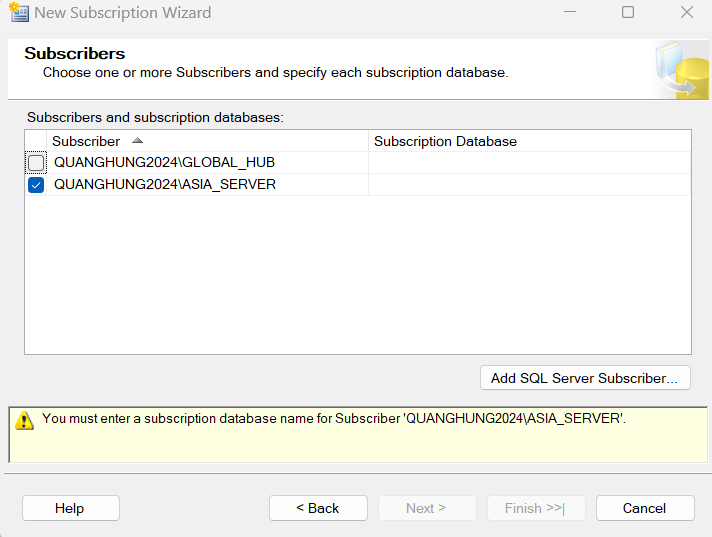 New Subscription Wizard
Subscribers
Choose one or more Subscribers and specify each subscription database.
Subscribers and subscription databases:
Subscriber Subscription Database
QUANGHUNG2024\GLOBAL_HUB
QUANGHUNG2024\ASIA_SERVER
Add SQL Server Subscriber...
You must enter a subscription database name for Subscriber 'QUANGHUNG2024\ASIA_SERVER'.
Help < Back Next > Finish >>| Cancel